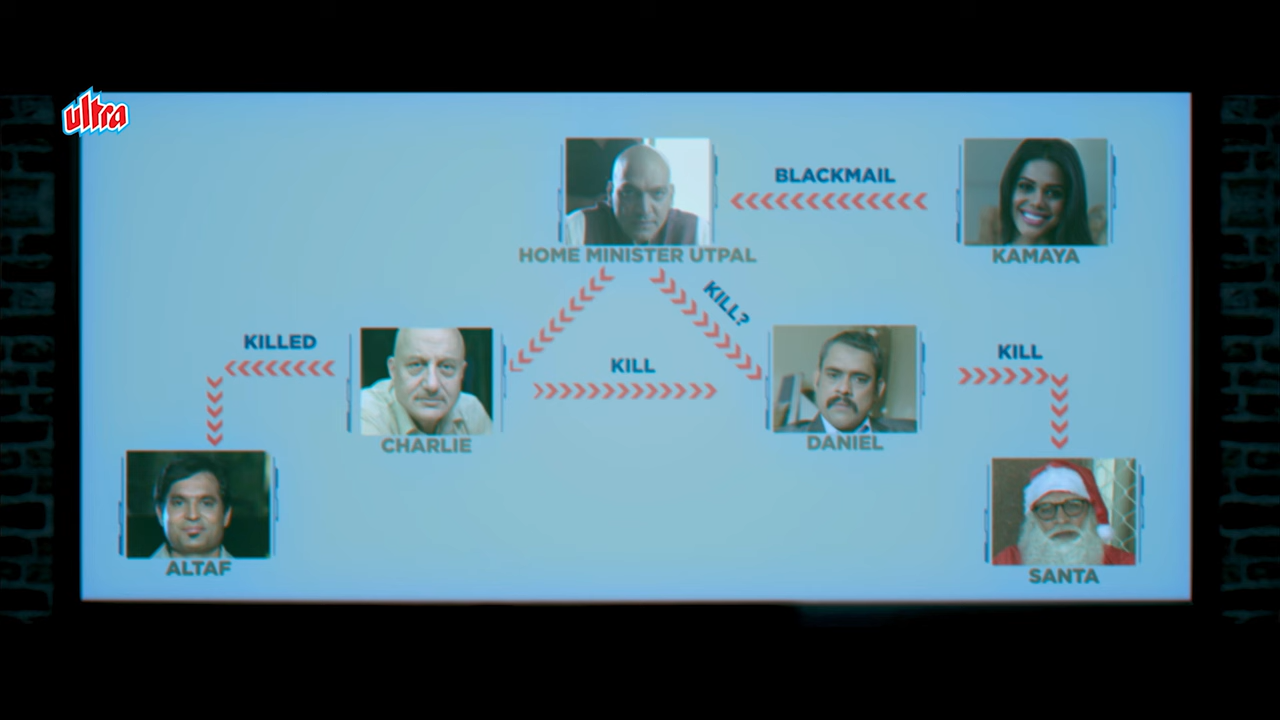 ultra
BLACKMAIL
HOME MINISTER UTPAL
KAMAYA
KILL?
KILLED
KILL
KILL
CHARLIE
DANIEL
ALTAF
SANTA